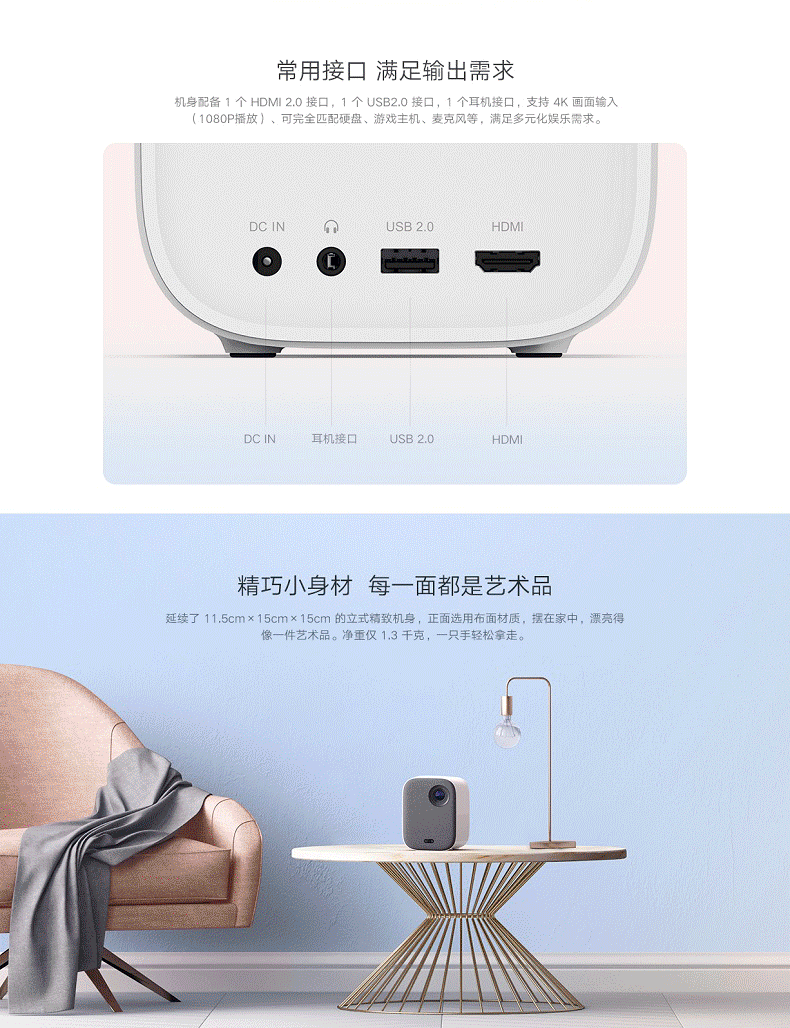 常用接口 满足输出需求
机身配备 1 个 HDMI 2.0 接口，1 个 USB2.0 接口，1 个耳机接口，支持 4K 画面输入
（1080P播放）、可完全匹配硬盘、游戏主机、麦克风等，满足多元化娱乐需求。
DC IN USB 2.0 HDMI
DC IN 耳机接口 USB 2.0 HDMI
精巧小身材 每一面都是艺术品
延续了 11.5cm×15cm×15cm 的立式精致机身，正面选用布面材质，摆在家中，漂亮得
像一件艺术品。净重仅 1.3 千克，一只手轻松拿走。